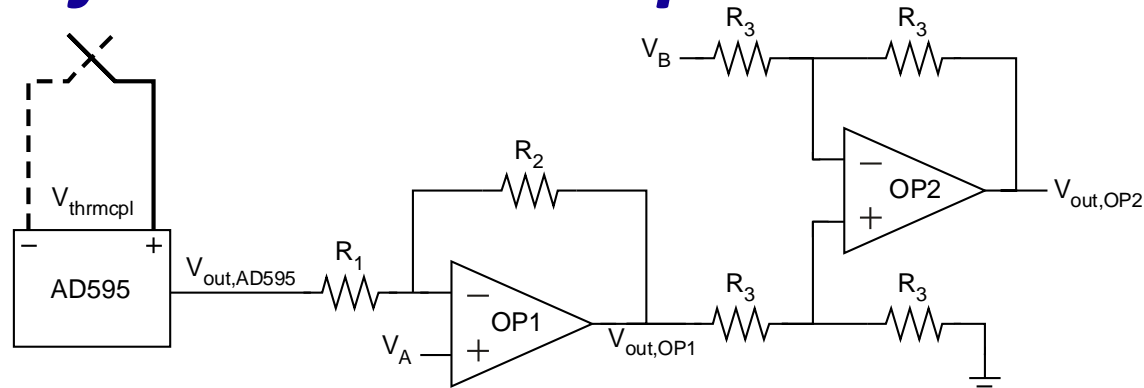 R3
R3
VB
R2
OP2
Vout,OP2
Vthrmcpl
AD595
Vout,AD595
R1
OP1
VA
Vout,OP1
R3
R3